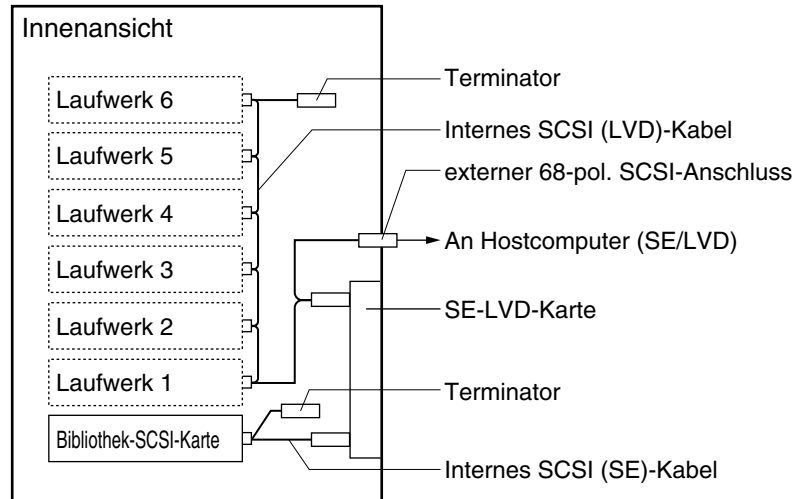 Innenansicht
Laufwerk 6
Laufwerk 5
Laufwerk 4
Laufwerk 3
Laufwerk 2
Laufwerk 1
Bibliothek-SCSI-Karte
Terminator
Internes SCSI (LVD)-Kabel
externer 68-pol. SCSI-Anschluss
An Hostcomputer (SE/LVD)
SE-LVD-Karte
Terminator
Internes SCSI (SE)-Kabel